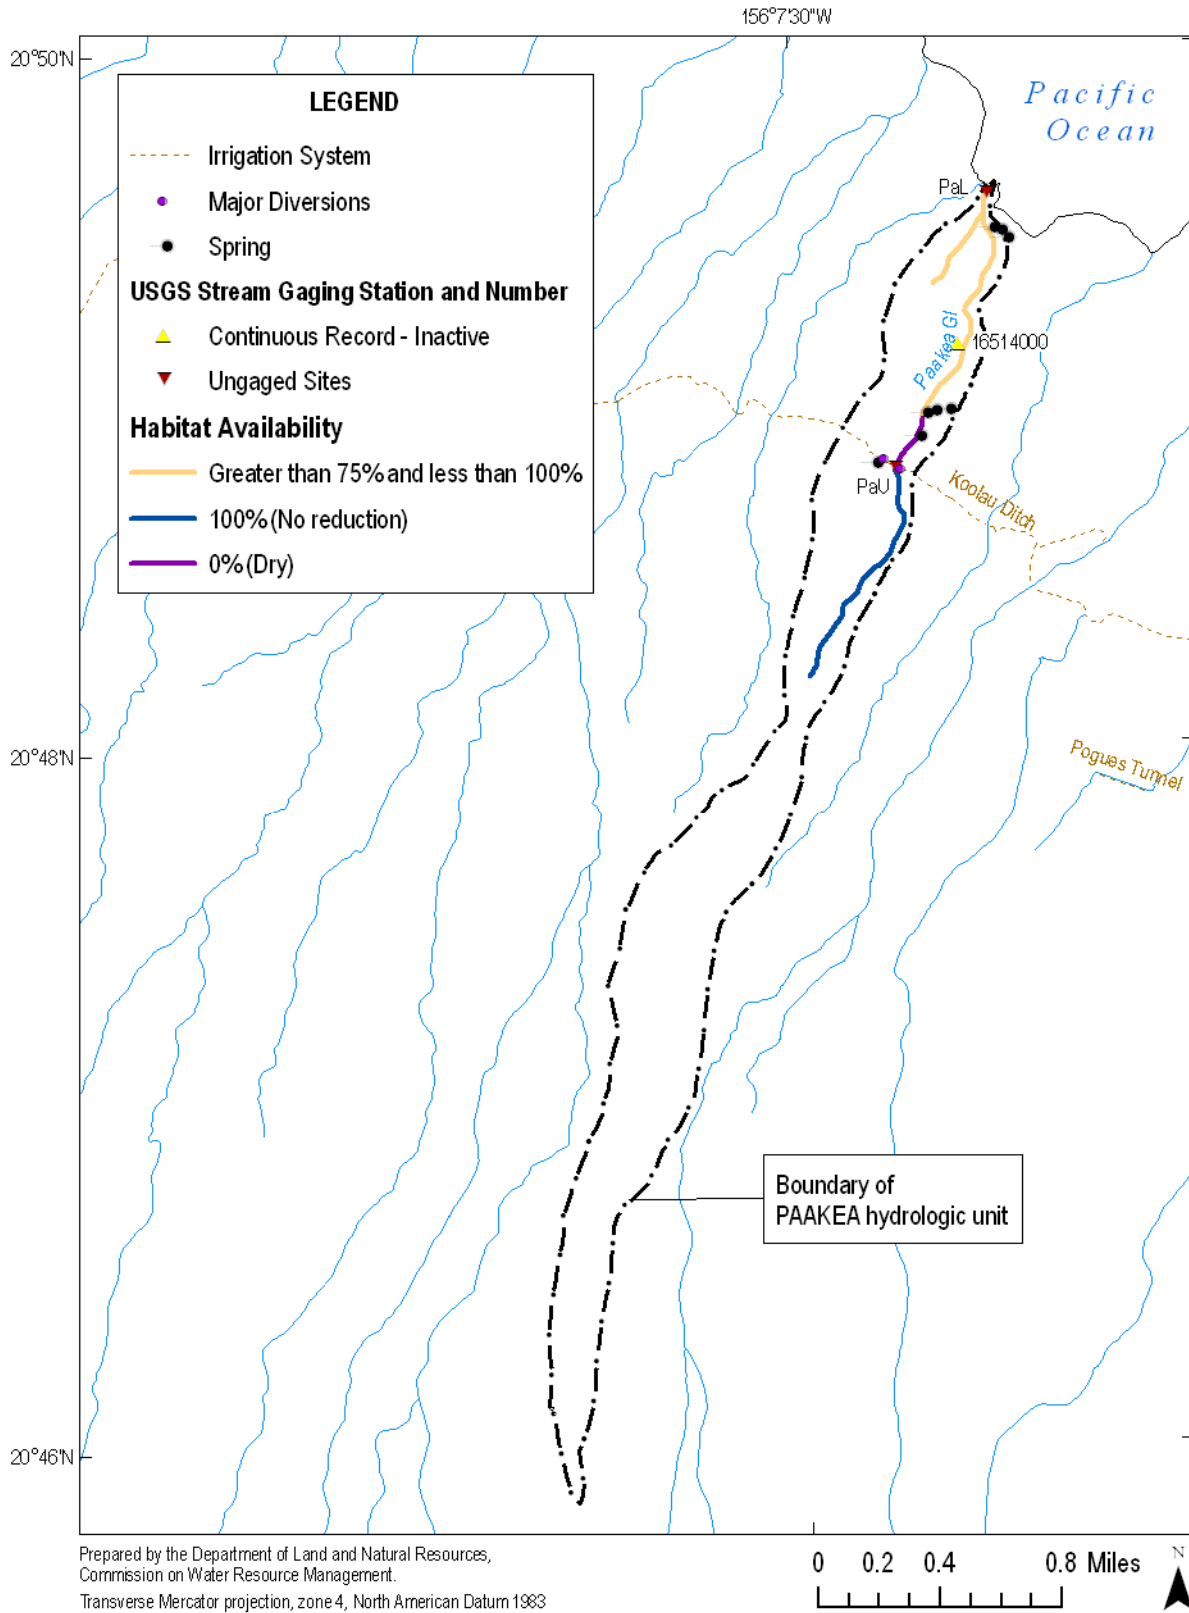 156°7'30"W
20°50'N
Pacific
Ocean
LEGEND
Irrigation System
Major Diversions
Spring
USGS Stream Gaging Station and Number
Continuous Record - Inactive
Ungaged Sites
Habitat Availability
Greater than 75% and less than 100%
100% (No reduction)
0% (Dry)
PaL
Paakea Gl
16514000
PaU
Koolau Ditch
20°48'N
Pogues Tunnel
Boundary of
PAAKEA hydrologic unit
20°46'N
Prepared by the Department of Land and Natural Resources,
Commission on Water Resource Management.
Transverse Mercator projection, zone 4, North American Datum 1983
0 0.2 0.4 0.8 Miles
N